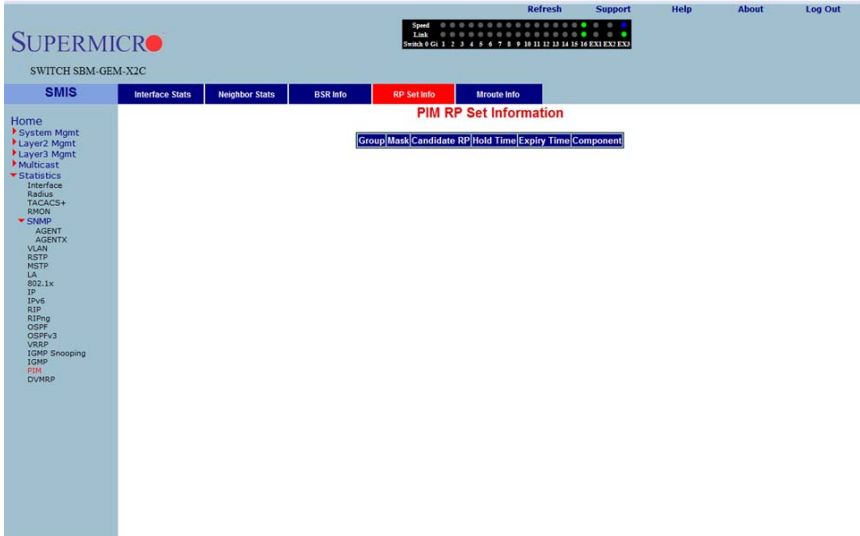 Refresh Support Help About Log Out
SUPERMICRO
SWITCH SBM-GEM-X2C
Speed
Link
Switch 0 Gi 1 2 3 4 5 6 7 8 9 10 11 12 13 14 15 16 EX1 EX2 EX3
SMIS
Interface Stats Neighbor Stats BSR Info RP Set Info Mroute Info
Home
System Mgmt
Layer2 Mgmt
Layer3 Mgmt
Multicast
Statistics
Interface
Radius
TACACS+
RMON
SNMP
AGENT
AGENTX
VLAN
RSTP
MSTP
LA
802.1x
IP
IPv6
RIP
RIPng
OSPF
OSPFv3
VRRP
IGMP Snooping
IGMP
PIM
DVMRP
PIM RP Set Information
Group Mask Candidate RP Hold Time Expiry Time Component